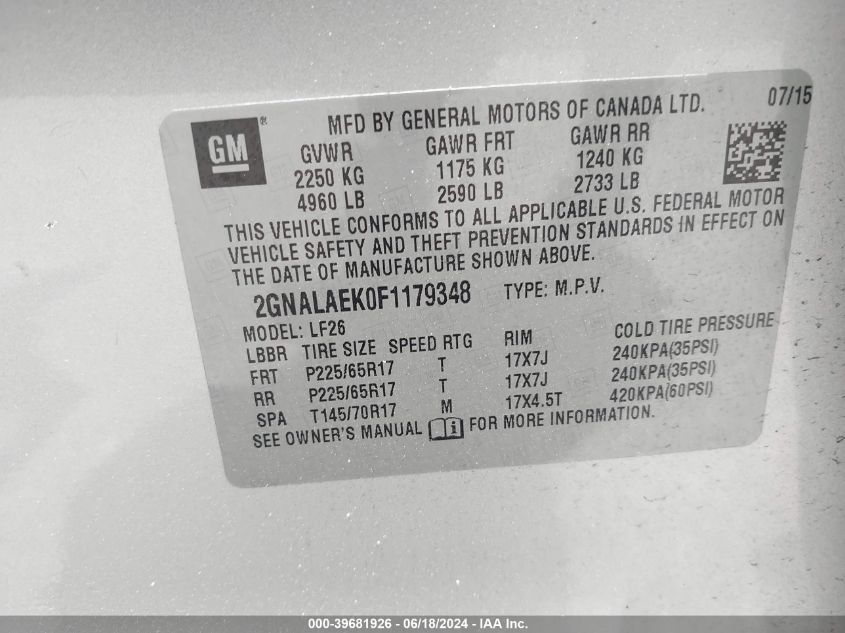 GM ®
MFD BY GENERAL MOTORS OF CANADA LTD. 07/15
GVWR GAWR FRT GAWR RR
2250 KG 1175 KG 1240 KG
4960 LB 2590 LB 2733 LB
THIS VEHICLE CONFORMS TO ALL APPLICABLE U.S. FEDERAL MOTOR
VEHICLE SAFETY AND THEFT PREVENTION STANDARDS IN EFFECT ON
THE DATE OF MANUFACTURE SHOWN ABOVE.
2GNALAEK0F1179348 TYPE: M.P.V.
MODEL: LF26
LBBR TIRE SIZE SPEED RTG RIM COLD TIRE PRESSURE
FRT P225/65R17 T 17X7J 240KPA(35PSI)
RR P225/65R17 T 17X7J 240KPA(35PSI)
SPA T145/70R17 M 17X4.5T 420KPA(60PSI)
SEE OWNER'S MANUAL i FOR MORE INFORMATION.
000-39681926 - 06/18/2024 - IAA Inc.